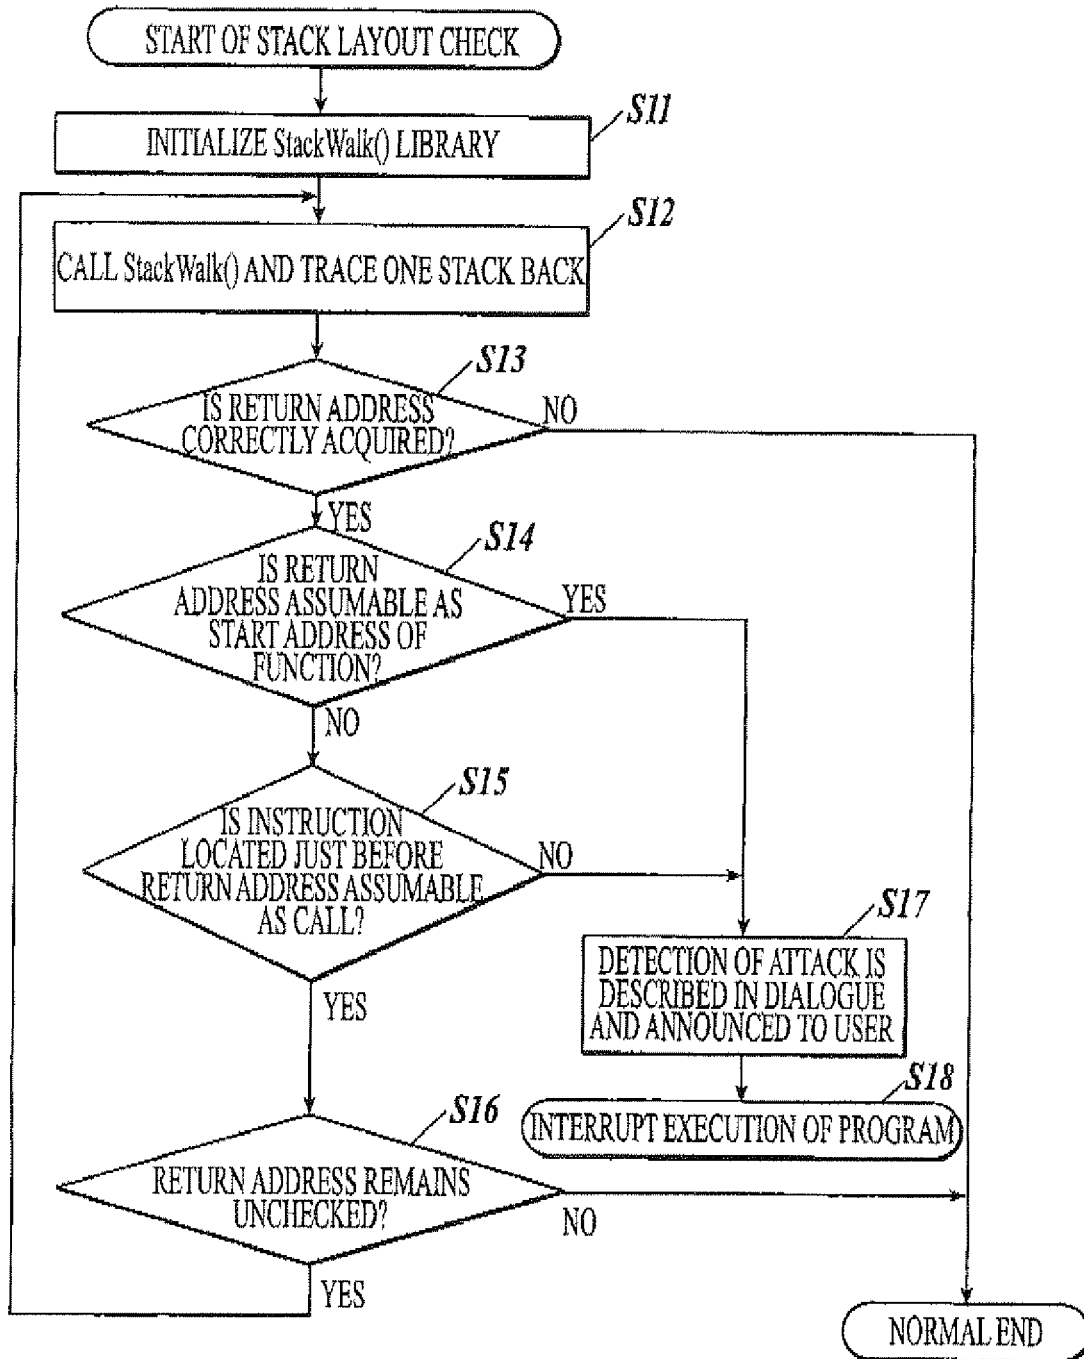 START OF STACK LAYOUT CHECK
S11
INITIALIZE StackWalk() LIBRARY
S12
CALL StackWalk() AND TRACE ONE STACK BACK
S13
IS RETURN ADDRESS
CORRECTLY ACQUIRED?
NO
YES
S14
IS RETURN
ADDRESS ASSUMABLE AS
START ADDRESS OF
FUNCTION?
YES
NO
S15
IS INSTRUCTION
LOCATED JUST BEFORE
RETURN ADDRESS ASSUMABLE
AS CALL?
NO
YES
S17
DETECTION OF ATTACK IS
DESCRIBED IN DIALOGUE
AND ANNOUNCED TO USER
S18
INTERRUPT EXECUTION OF PROGRAM
S16
RETURN ADDRESS REMAINS
UNCHECKED?
NO
YES
NORMAL END